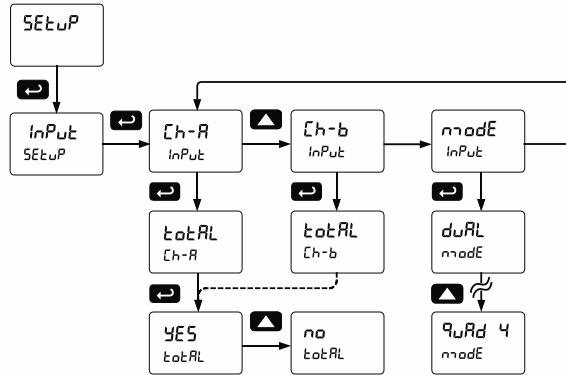 SEtuP
InPut
SEtuP
Ch-A
InPut
Ch-b
InPut
modE
InPut
totAL
Ch-A
totAL
Ch-b
duAL
modE
YES
totAL
no
totAL
quAd 4
modE